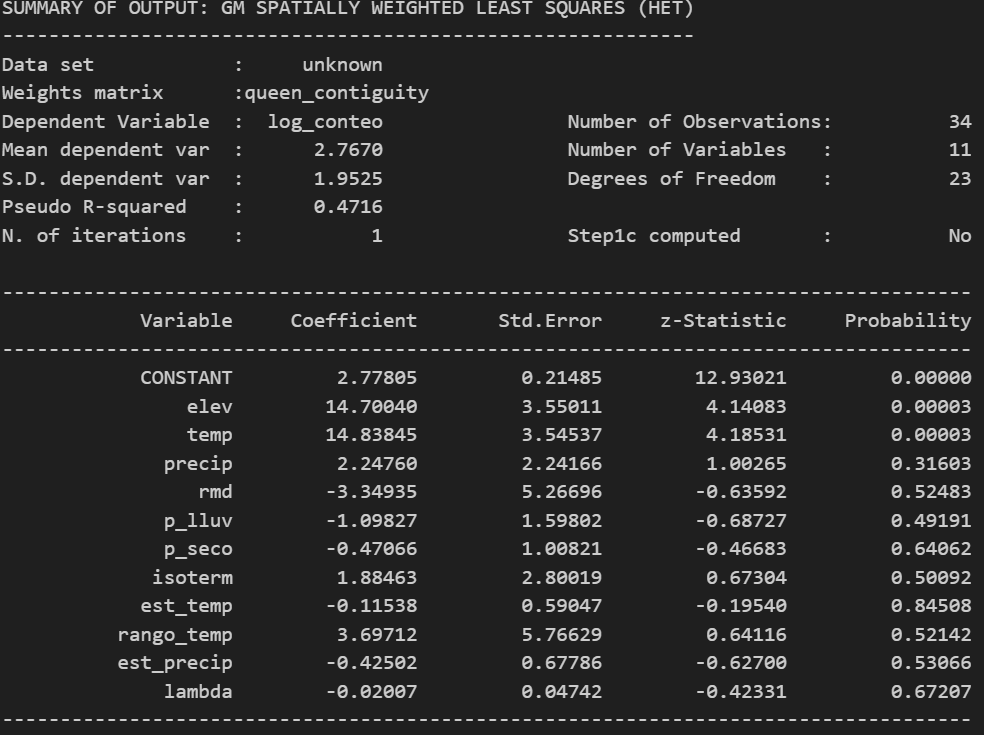 SUMMARY OF OUTPUT: GM SPATIALLY WEIGHTED LEAST SQUARES (HET)
------------------------------------------------------------
Data set            :     unknown
Weights matrix      :queen_contiguity
Dependent Variable  :  log_conteo                Number of Observations:          34
Mean dependent var  :      2.7670                Number of Variables   :          11
S.D. dependent var  :      1.9525                Degrees of Freedom    :          23
Pseudo R-squared    :      0.4716
N. of iterations    :           1                Step1c computed       :          No
------------------------------------------------------------------------------------
            Variable     Coefficient       Std.Error     z-Statistic     Probability
------------------------------------------------------------------------------------
            CONSTANT         2.77805         0.21485        12.93021         0.00000
                elev        14.70040         3.55011         4.14083         0.00003
                temp        14.83845         3.54537         4.18531         0.00003
              precip         2.24760         2.24166         1.00265         0.31603
                 rmd        -3.34935         5.26696        -0.63592         0.52483
              p_lluv        -1.09827         1.59802        -0.68727         0.49191
              p_seco        -0.47066         1.00821        -0.46683         0.64062
             isoterm         1.88463         2.80019         0.67304         0.50092
            est_temp        -0.11538         0.59047        -0.19540         0.84508
          rango_temp         3.69712         5.76629         0.64116         0.52142
          est_precip        -0.42502         0.67786        -0.62700         0.53066
              lambda        -0.02007         0.04742        -0.42331         0.67207
------------------------------------------------------------------------------------